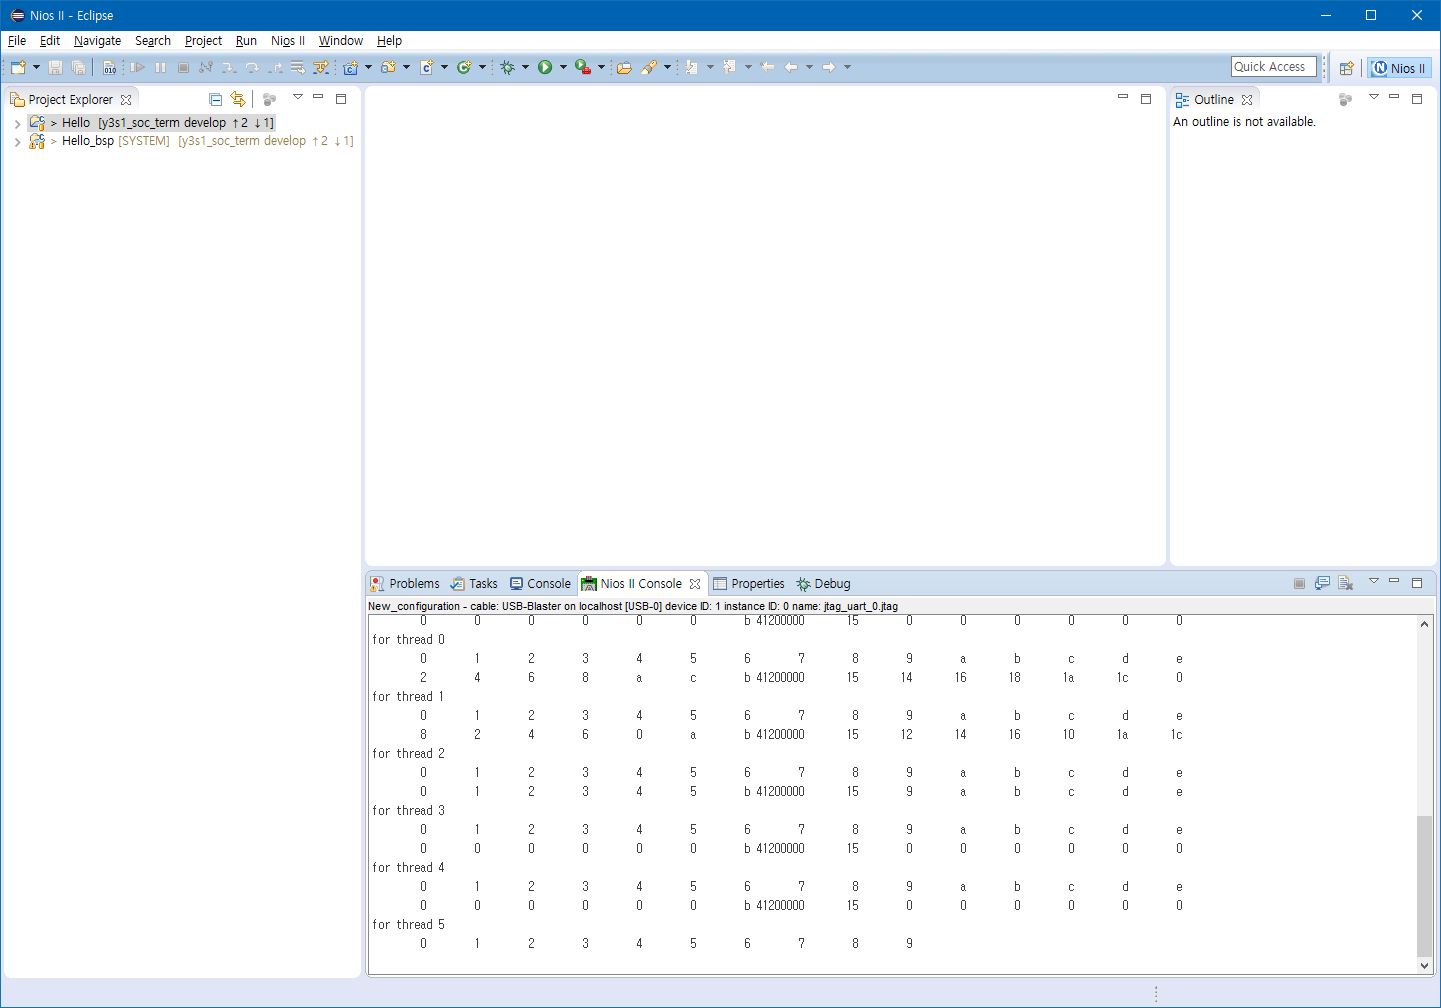 Nios II - Eclipse
File Edit Navigate Search Project Run Nios II Window Help
Quick Access Nios II
Project Explorer
> Hello [y3s1_soc_term develop ↑2 ↓1]
> Hello_bsp [SYSTEM] [y3s1_soc_term develop ↑2 ↓1]
Outline
An outline is not available.
Problems Tasks Console Nios II Console Properties Debug
New_configuration - cable: USB-Blaster on localhost [USB-0] device ID: 1 instance ID: 0 name: jtag_uart_0.jtag
0 0 0 0 0 0 b 41200000 15 0 0 0 0 0 0
for thread 0
0 1 2 3 4 5 6 7 8 9 a b c d e
2 4 6 8 a c b 41200000 15 14 16 18 1a 1c 0
for thread 1
0 1 2 3 4 5 6 7 8 9 a b c d e
8 2 4 6 0 a b 41200000 15 12 14 16 10 1a 1c
for thread 2
0 1 2 3 4 5 6 7 8 9 a b c d e
0 1 2 3 4 5 b 41200000 15 9 a b c d e
for thread 3
0 1 2 3 4 5 6 7 8 9 a b c d e
0 0 0 0 0 0 b 41200000 15 0 0 0 0 0 0
for thread 4
0 1 2 3 4 5 6 7 8 9 a b c d e
0 0 0 0 0 0 b 41200000 15 0 0 0 0 0 0
for thread 5
0 1 2 3 4 5 6 7 8 9